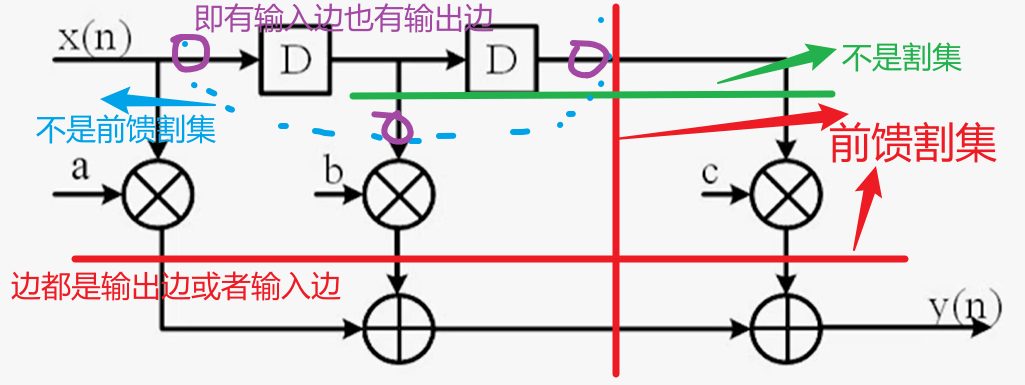 即有输入边也有输出边
x(n)
D
D
不是割集
不是前馈割集
前馈割集
a
b
c
边都是输出边或者输入边
y(n)